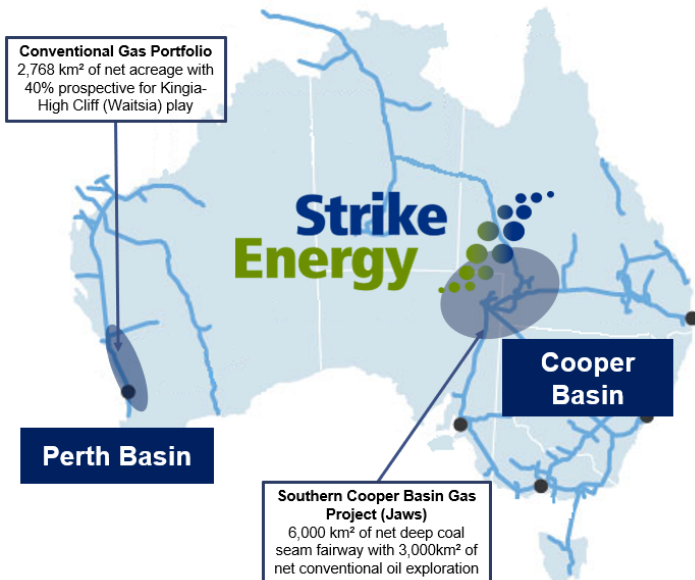 Conventional Gas Portfolio
2,768 km² of net acreage with
40% prospective for Kingia-
High Cliff (Waitsia) play
Strike
Energy
Cooper
Basin
Perth Basin
Southern Cooper Basin Gas
Project (Jaws)
6,000 km² of net deep coal
seam fairway with 3,000km² of
net conventional oil exploration